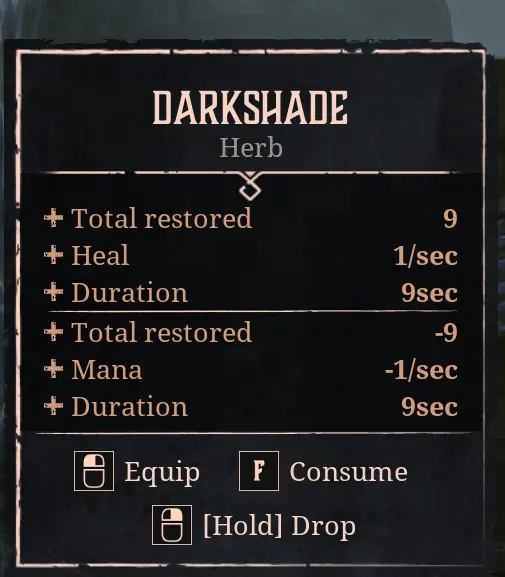 DARKSHADE
Herb
Total restored 9
Heal 1/sec
Duration 9sec
Total restored -9
Mana -1/sec
Duration 9sec
Equip F Consume
[Hold] Drop